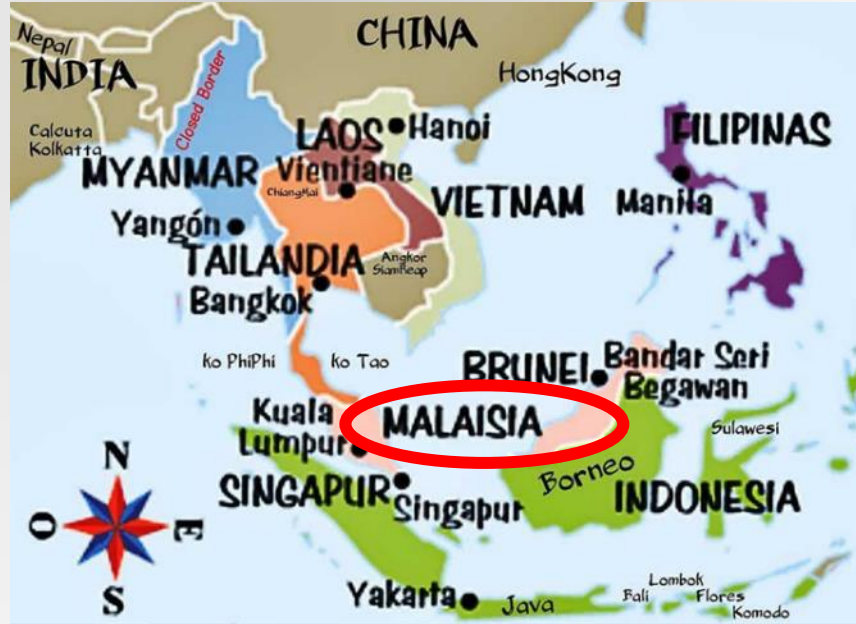 Nepal
CHINA
INDIA
HongKong
Closed Border
Calcuta
Kolkatta
LAOS
Hanoi
FILIPINAS
MYANMAR
Vientiane
ChiangMai
VIETNAM
Manila
Yangón
TAILANDIA
Angkor
SiamReap
Bangkok
ko PhiPhi
ko Tao
BRUNEI
Bandar Seri
Begawan
Kuala
Lumpur
MALAISIA
Sulawesi
N
Borneo
SINGAPUR
Singapur
INDONESIA
O
E
S
Yakarta
Java
Bali
Lombok
Flores
Komodo